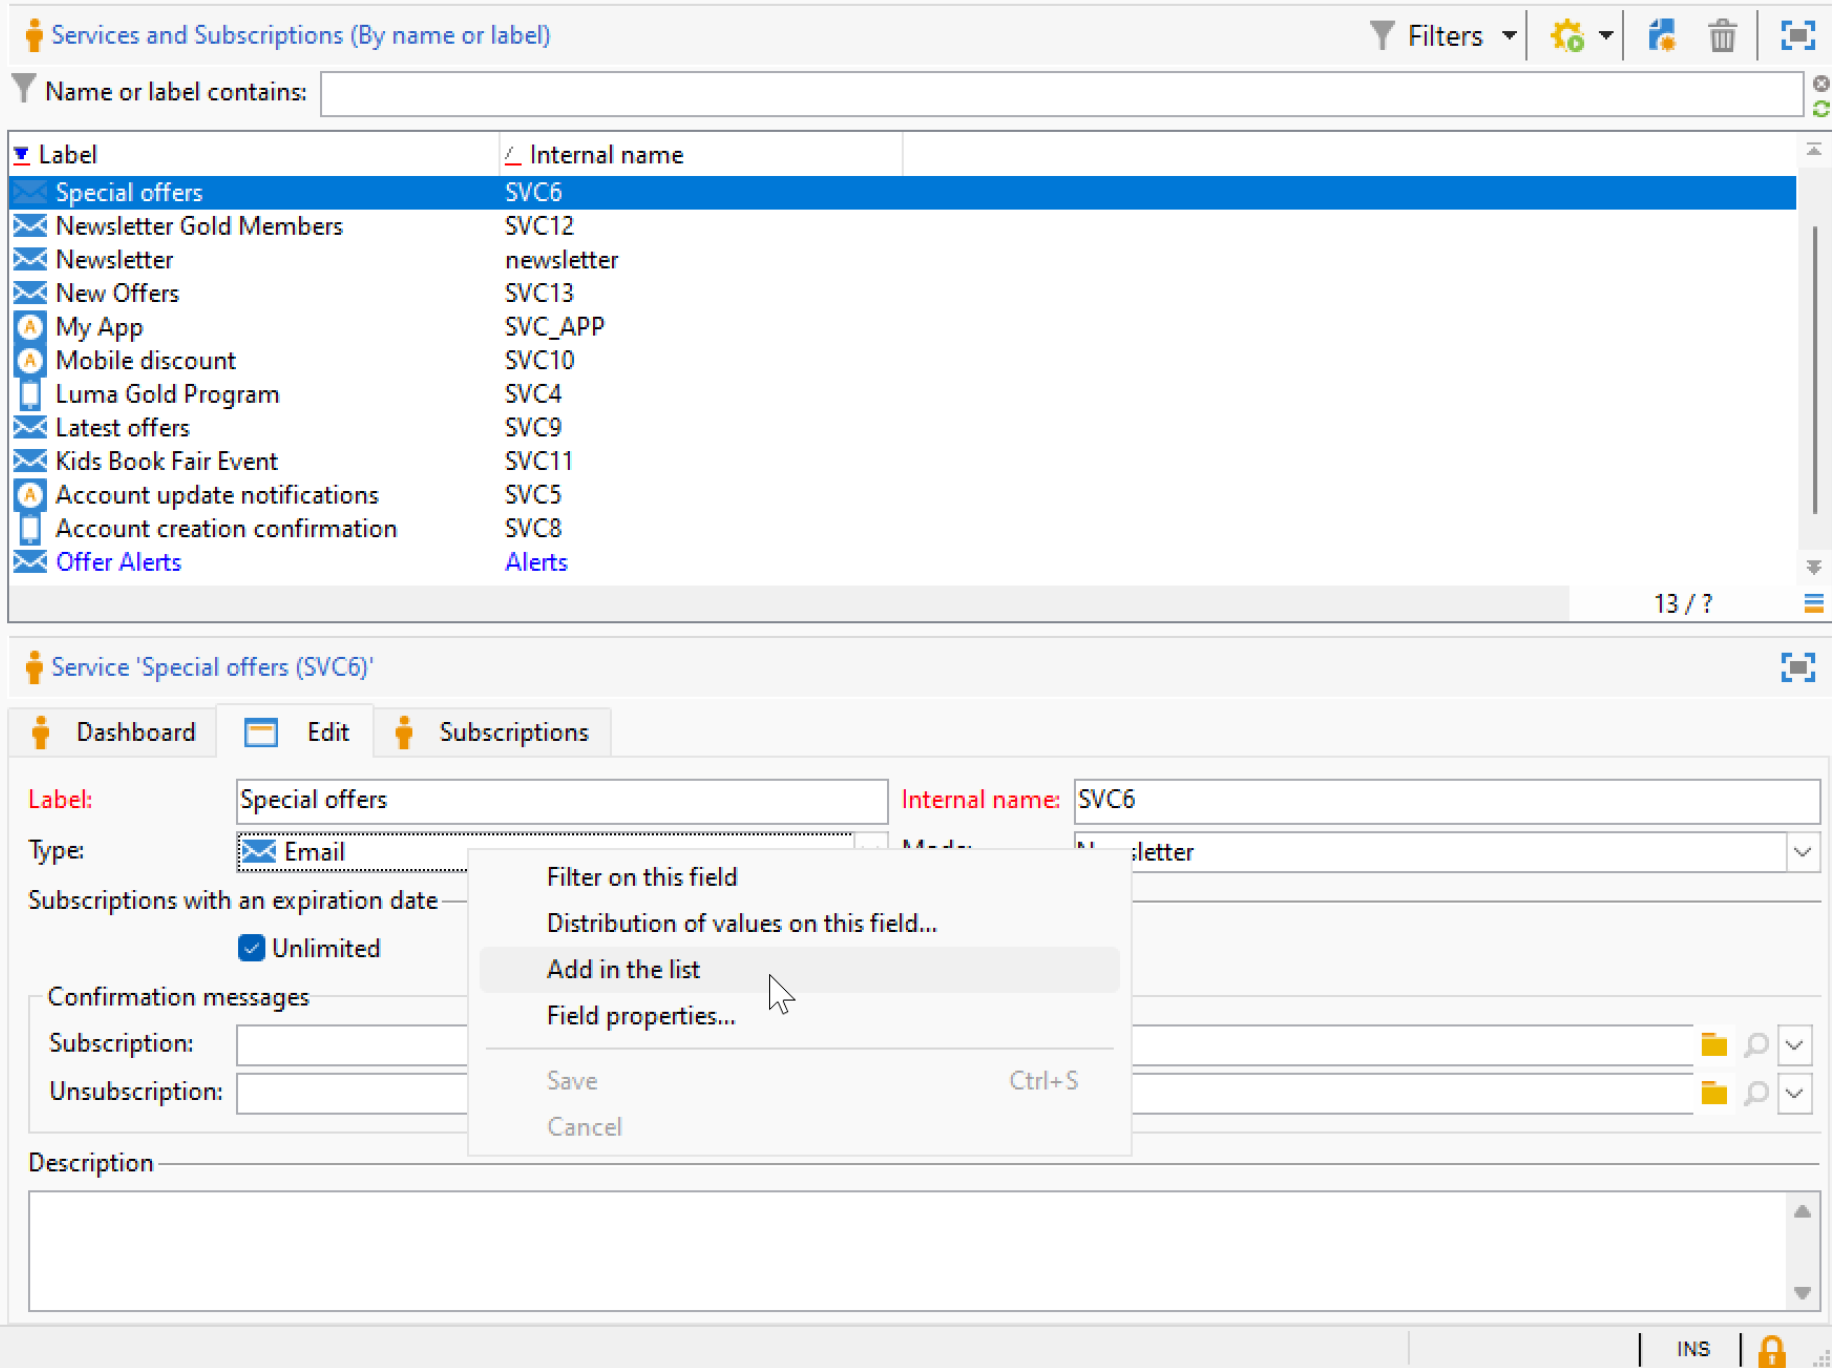 Services and Subscriptions (By name or label)
Filters
Name or label contains:
Label Internal name
Special offers SVC6
Newsletter Gold Members SVC12
Newsletter newsletter
New Offers SVC13
My App SVC_APP
Mobile discount SVC10
Luma Gold Program SVC4
Latest offers SVC9
Kids Book Fair Event SVC11
Account update notifications SVC5
Account creation confirmation SVC8
Offer Alerts Alerts
13 / ?
Service 'Special offers (SVC6)'
Dashboard Edit Subscriptions
Label: Special offers Internal name: SVC6
Type: Email
Filter on this field
Subscriptions with an expiration date
Distribution of values on this field...
Unlimited
Add in the list
Confirmation messages
Field properties...
Subscription:
Save Ctrl+S
Unsubscription:
Cancel
Description
INS